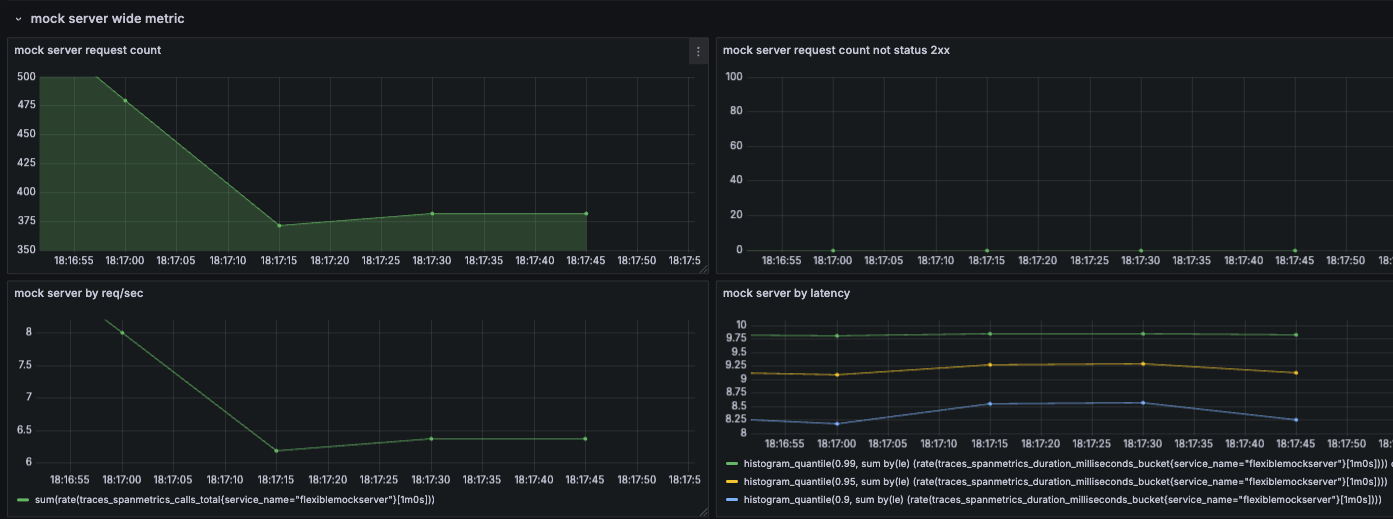 mock server wide metric
mock server request count
500
475
450
425
400
375
350
18:16:55 18:17:00 18:17:05 18:17:10 18:17:15 18:17:20 18:17:25 18:17:30 18:17:35 18:17:40 18:17:45 18:17:50 18:17:5
mock server request count not status 2xx
100
80
60
40
20
0
18:16:55 18:17:00 18:17:05 18:17:10 18:17:15 18:17:20 18:17:25 18:17:30 18:17:35 18:17:40 18:17:45 18:17:50 18:
mock server by req/sec
8
7.5
7
6.5
6
18:16:55 18:17:00 18:17:05 18:17:10 18:17:15 18:17:20 18:17:25 18:17:30 18:17:35 18:17:40 18:17:45 18:17:50 18:17:5
sum(rate(traces_spanmetrics_calls_total{service_name="flexiblemockserver"}[1m0s]))
mock server by latency
10
9.75
9.5
9.25
9
8.75
8.5
8.25
8
18:16:55 18:17:00 18:17:05 18:17:10 18:17:15 18:17:20 18:17:25 18:17:30 18:17:35 18:17:40 18:17:45 18:17:50 18:
histogram_quantile(0.99, sum by(le) (rate(traces_spanmetrics_duration_milliseconds_bucket{service_name="flexiblemockserver"}[1m0s])))
histogram_quantile(0.95, sum by(le) (rate(traces_spanmetrics_duration_milliseconds_bucket{service_name="flexiblemockserver"}[1m0s])))
histogram_quantile(0.9, sum by(le) (rate(traces_spanmetrics_duration_milliseconds_bucket{service_name="flexiblemockserver"}[1m0s])))